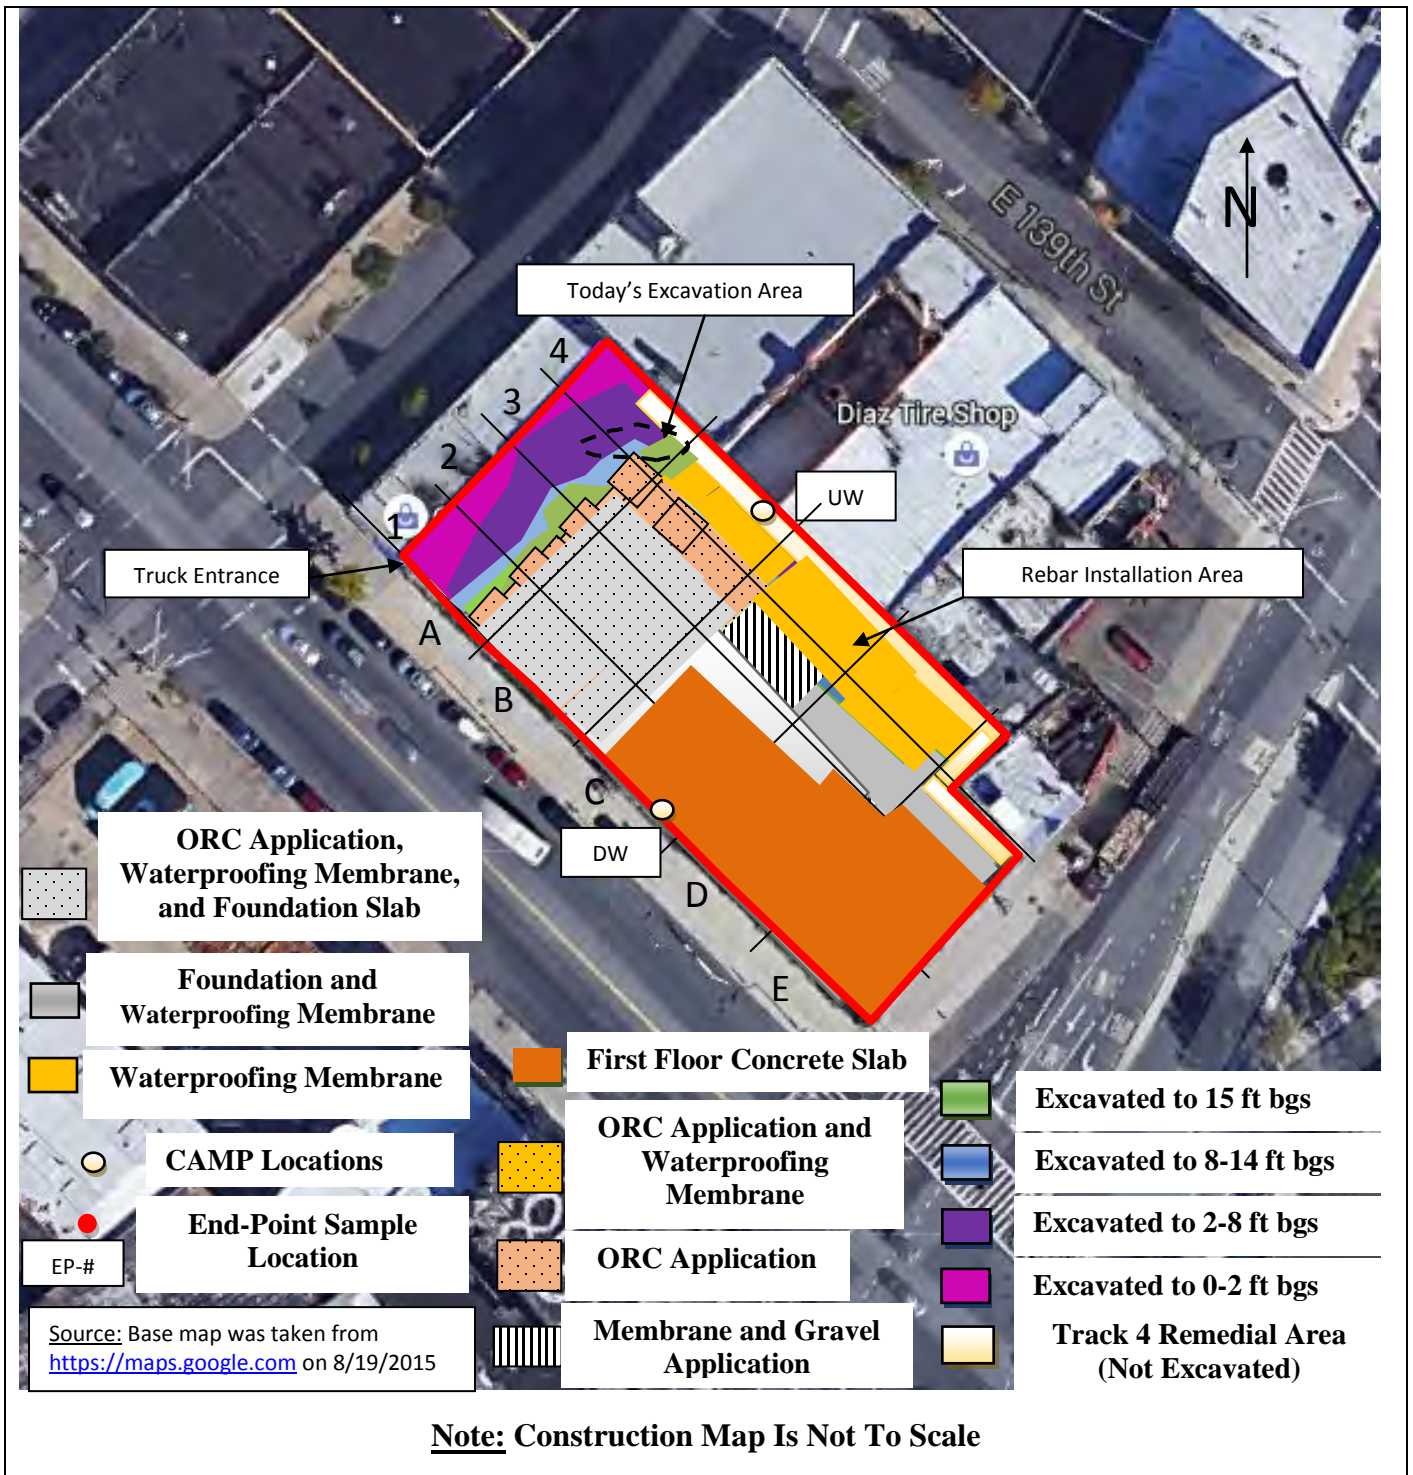 E 139th St
N
Today's Excavation Area
4
3
Diaz Tire Shop
2
UW
1
Truck Entrance
Rebar Installation Area
A
B
C
DW
D
E
ORC Application,
Waterproofing Membrane,
and Foundation Slab
Foundation and
Waterproofing Membrane
Waterproofing Membrane
CAMP Locations
End-Point Sample
Location
EP-#
Source: Base map was taken from
https://maps.google.com on 8/19/2015
First Floor Concrete Slab
ORC Application and
Waterproofing
Membrane
ORC Application
Membrane and Gravel
Application
Excavated to 15 ft bgs
Excavated to 8-14 ft bgs
Excavated to 2-8 ft bgs
Excavated to 0-2 ft bgs
Track 4 Remedial Area
(Not Excavated)
Note: Construction Map Is Not To Scale